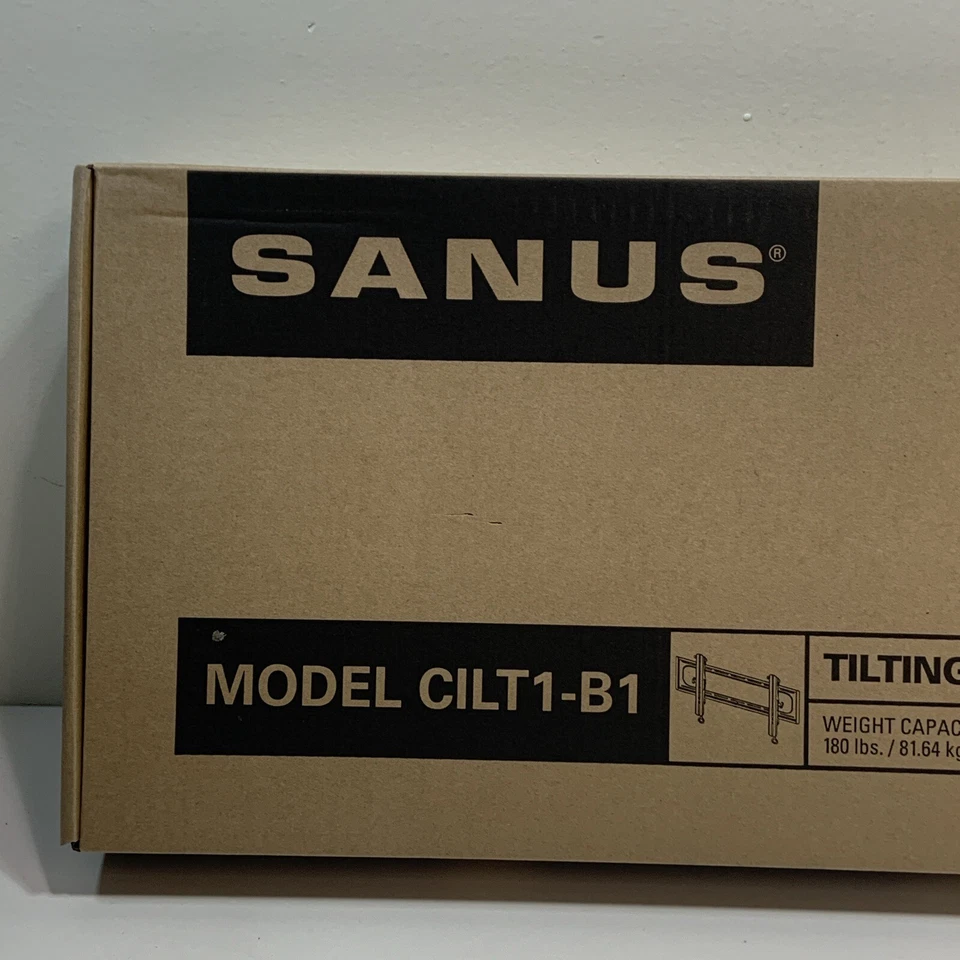 SANUS®
MODEL CILT1-B1
TILTING
WEIGHT CAPAC
180 lbs. / 81.64 kg